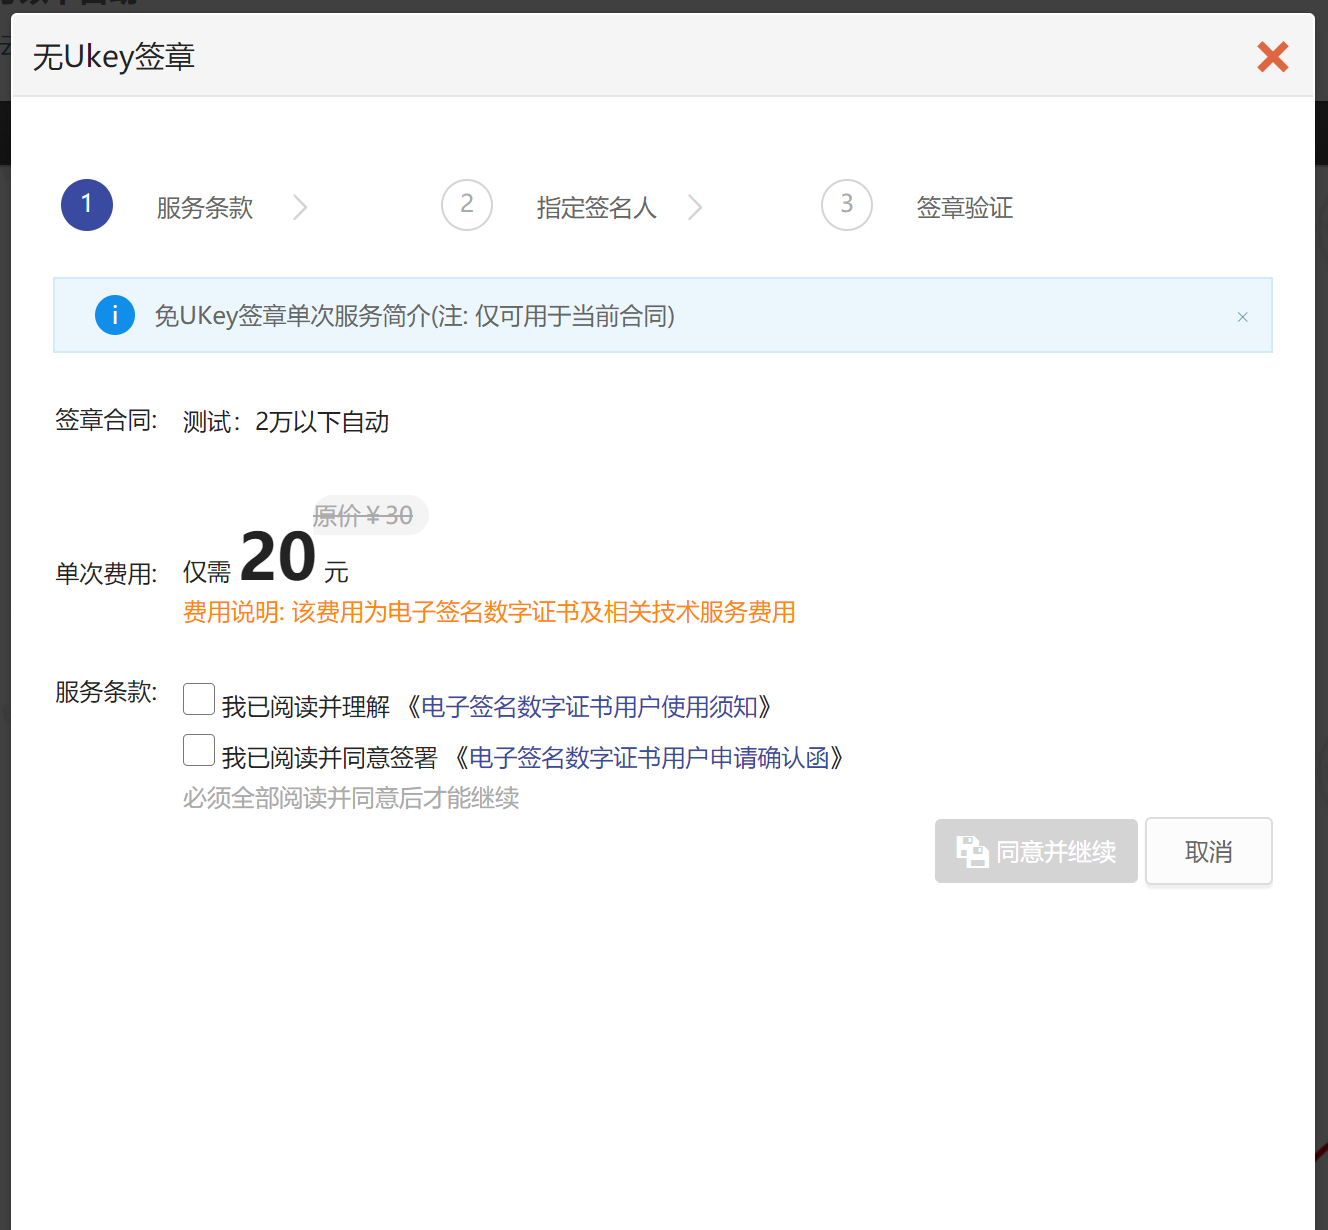 无Ukey签章
1 服务条款 2 指定签名人 3 签章验证
免UKey签章单次服务简介(注: 仅可用于当前合同)
签章合同: 测试：2万以下自动
原价￥30
单次费用: 仅需 20 元
费用说明: 该费用为电子签名数字证书及相关技术服务费用
服务条款: 我已阅读并理解 《电子签名数字证书用户使用须知》
我已阅读并同意签署 《电子签名数字证书用户申请确认函》
必须全部阅读并同意后才能继续
同意并继续 取消